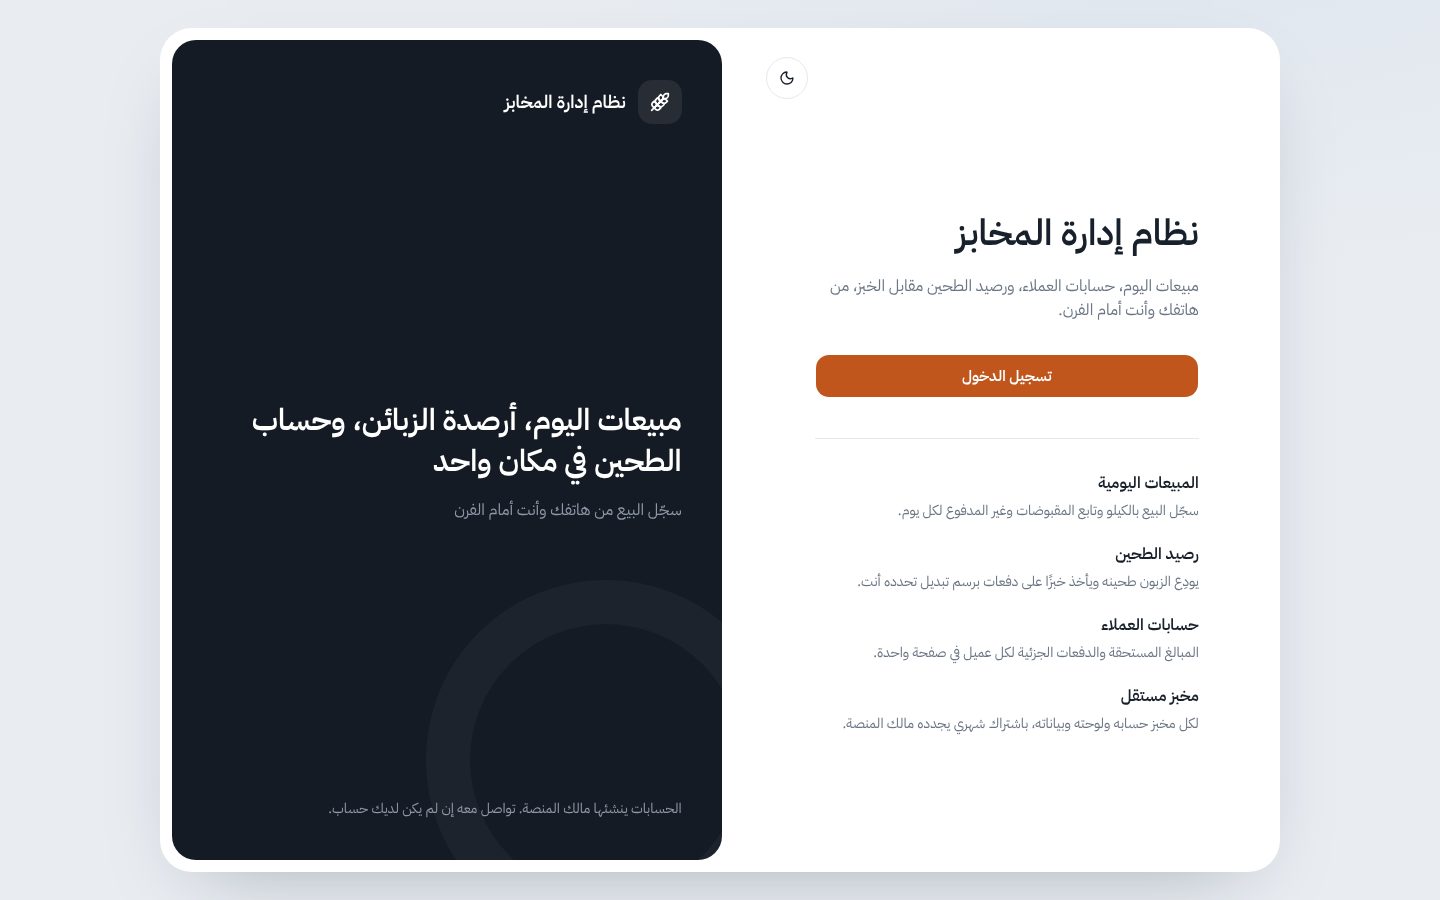 نظام إدارة المخابز
مبيعات اليوم، حسابات العملاء، ورصيد الطحين مقابل الخبز، من
هاتفك وأنت أمام الفرن.
تسجيل الدخول
المبيعات اليومية
سجّل البيع بالكيلو وتابع المقبوضات وغير المدفوع لكل يوم.
رصيد الطحين
يودِع الزبون طحينه ويأخذ خبزًا على دفعات برسم تبديل تحدده أنت.
حسابات العملاء
المبالغ المستحقة والدفعات الجزئية لكل عميل في صفحة واحدة.
مخبز مستقل
لكل مخبز حسابه ولوحته وبياناته، باشتراك شهري يجدده مالك المنصة.
نظام إدارة المخابز
مبيعات اليوم، أرصدة الزبائن، وحساب
الطحين في مكان واحد
سجّل البيع من هاتفك وأنت أمام الفرن
الحسابات ينشئها مالك المنصة. تواصل معه إن لم يكن لديك حساب.